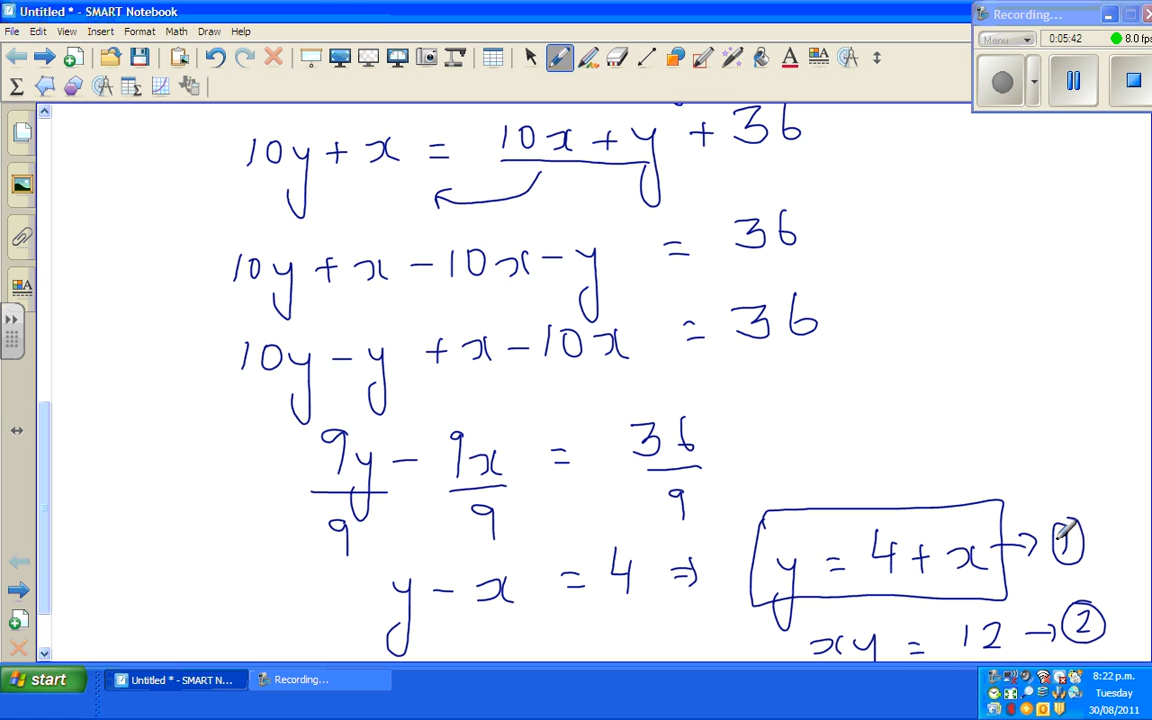 Untitled * - SMART Notebook
Recording...
File Edit View Insert Format Math Draw Help
Menu 0:05:42 8.0 fps
10y + x = 10x + y + 36
10y + x - 10x - y = 36
10y - y + x - 10x = 36
9y/9 - 9x/9 = 36/9
y - x = 4 ⇒ y = 4 + x → ①
xy = 12 → ②
start Untitled * - SMART N... Recording...
8:22 p.m.
Tuesday
30/08/2011